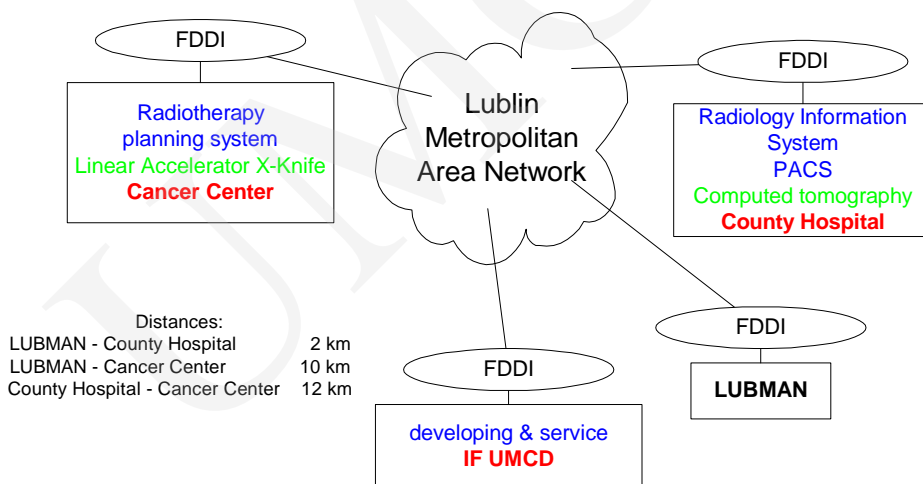 FDDI
Radiotherapy
planning system
Linear Accelerator X-Knife
Cancer Center
Lublin
Metropolitan
Area Network
FDDI
Radiology Information
System
PACS
Computed tomography
County Hospital
Distances:
LUBMAN - County Hospital 2 km
LUBMAN - Cancer Center 10 km
County Hospital - Cancer Center 12 km
FDDI
developing & service
IF UMCD
FDDI
LUBMAN